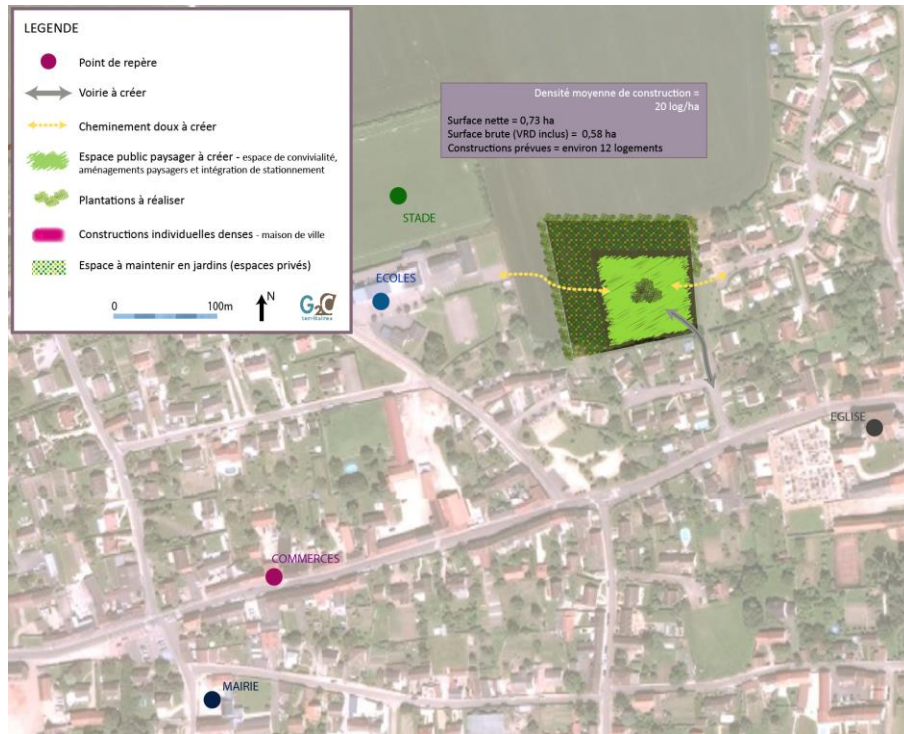 LEGENDE
Point de repère
Voirie à créer
Cheminement doux à créer
Espace public paysager à créer - espace de convivialité,
aménagements paysagers et intégration de stationnement
Plantations à réaliser
Constructions individuelles denses - maison de ville
Espace à maintenir en jardins (espaces privés)
0 100m
N
G2C
territoires
Densité moyenne de construction =
20 log/ha
Surface nette = 0,73 ha
Surface brute (VRD inclus) = 0,58 ha
Constructions prévues = environ 12 logements
STADE
ECOLES
EGLISE
COMMERCES
MAIRIE